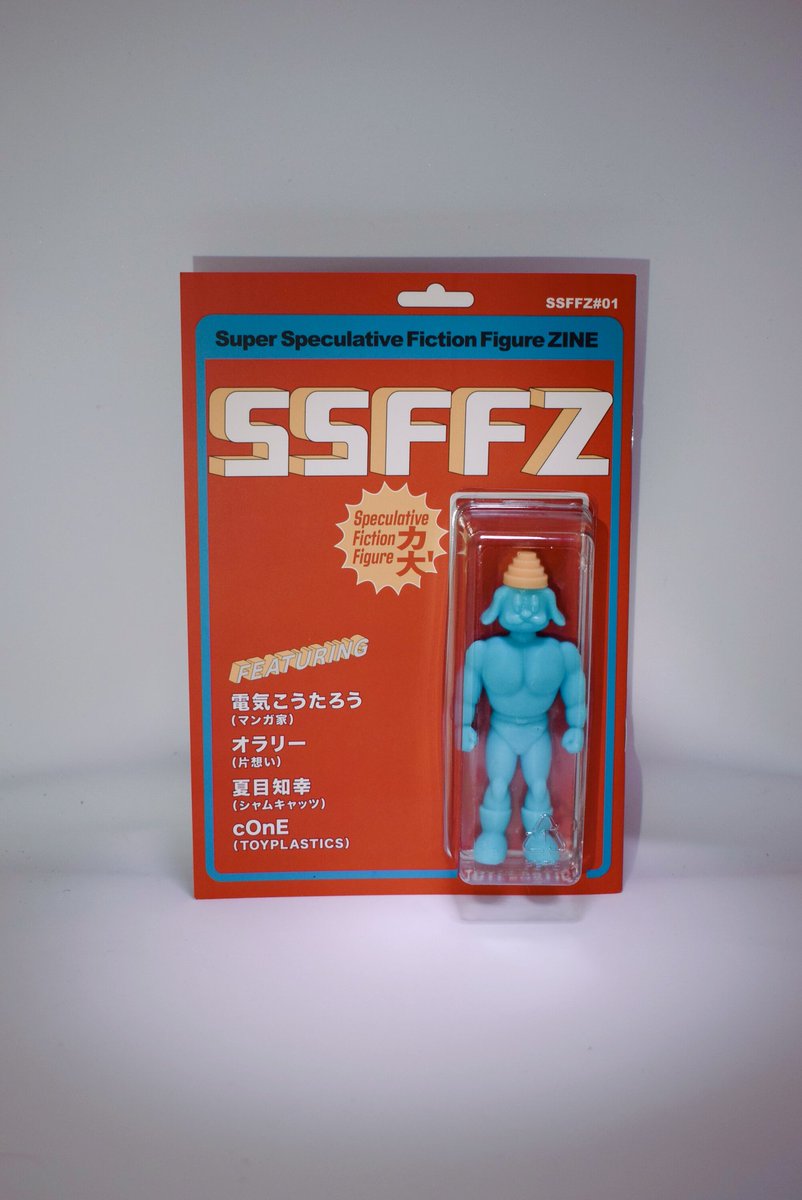 SSFFZ#01
Super Speculative Fiction Figure ZINE
SSFFZ
Speculative
Fiction
Figure
FEATURING
電気こうたろう
(マンガ家)
オラリー
(片想い)
夏目知幸
(シャムキャッツ)
cOnE
(TOYPLASTICS)